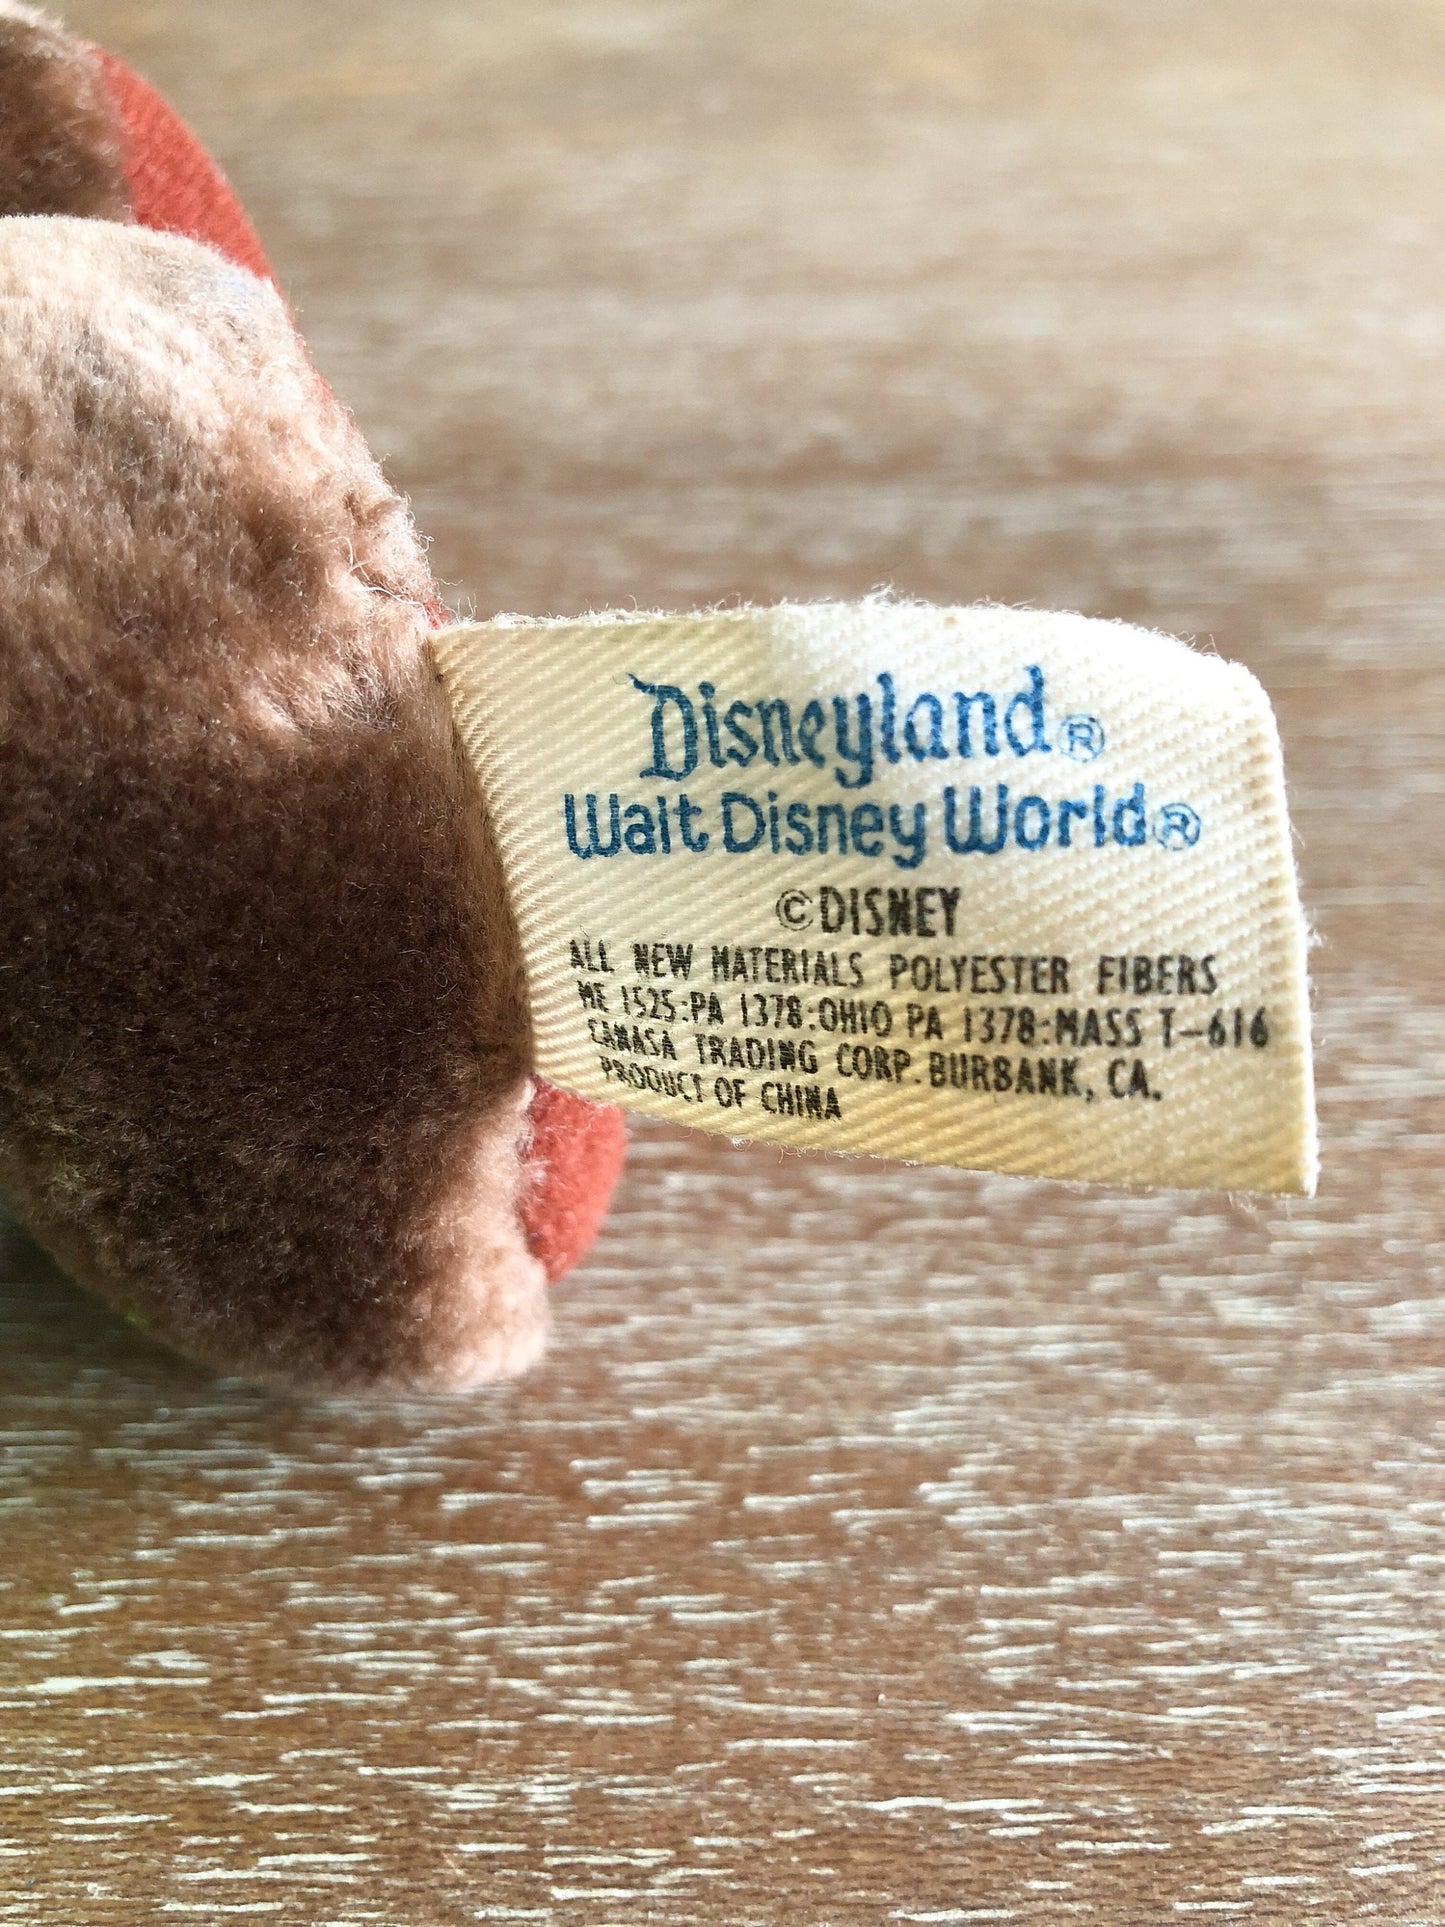 Disneyland®
Walt Disney World®
©DISNEY
ALL NEW MATERIALS POLYESTER FIBERS
ME 1525:PA 1378:OHIO PA 1378:MASS T-616
CANASA TRADING CORP. BURBANK, CA.
PRODUCT OF CHINA